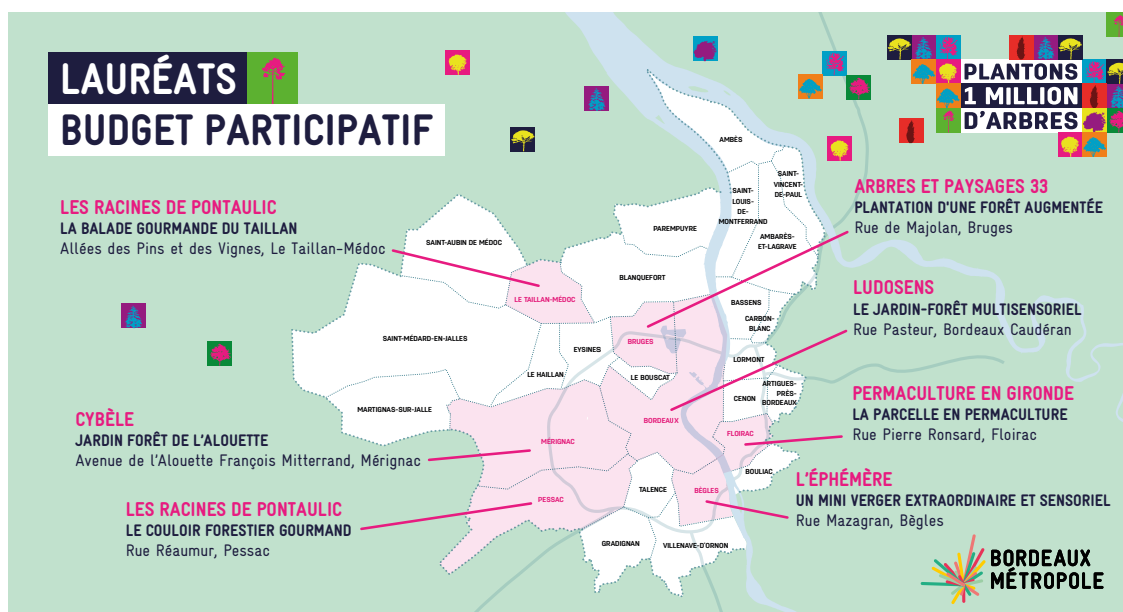 LAURÉATS
BUDGET PARTICIPATIF
PLANTONS
1 MILLION
D'ARBRES
LES RACINES DE PONTAULIC
LA BALADE GOURMANDE DU TAILLAN
Allées des Pins et des Vignes, Le Taillan-Médoc
CYBÈLE
JARDIN FORÊT DE L'ALOUETTE
Avenue de l'Alouette François Mitterrand, Mérignac
LES RACINES DE PONTAULIC
LE COULOIR FORESTIER GOURMAND
Rue Réaumur, Pessac
AMBÈS
SAINT-
VINCENT-
DE-PAUL
SAINT-
LOUIS-
DE-
MONTFERRAND
AMBARÈS-
ET-LAGRAVE
PAREMPUYRE
SAINT-AUBIN DE MÉDOC
BLANQUEFORT
LE TAILLAN-MÉDOC
BASSENS
CARBON-
BLANC
SAINT-MÉDARD-EN-JALLES
EYSINES
BRUGES
LORMONT
LE HAILLAN
LE BOUSCAT
CENON
ARTIGUES-
PRÈS-
BORDEAUX
MARTIGNAS-SUR-JALLE
BORDEAUX
MÉRIGNAC
FLOIRAC
BOULIAC
PESSAC
TALENCE
BÈGLES
GRADIGNAN
VILLENAVE-D'ORNON
ARBRES ET PAYSAGES 33
PLANTATION D'UNE FORÊT AUGMENTÉE
Rue de Majolan, Bruges
LUDOSENS
LE JARDIN-FORÊT MULTISENSORIEL
Rue Pasteur, Bordeaux Caudéran
PERMACULTURE EN GIRONDE
LA PARCELLE EN PERMACULTURE
Rue Pierre Ronsard, Floirac
L'ÉPHÉMÈRE
UN MINI VERGER EXTRAORDINAIRE ET SENSORIEL
Rue Mazagran, Bègles
BORDEAUX
MÉTROPOLE